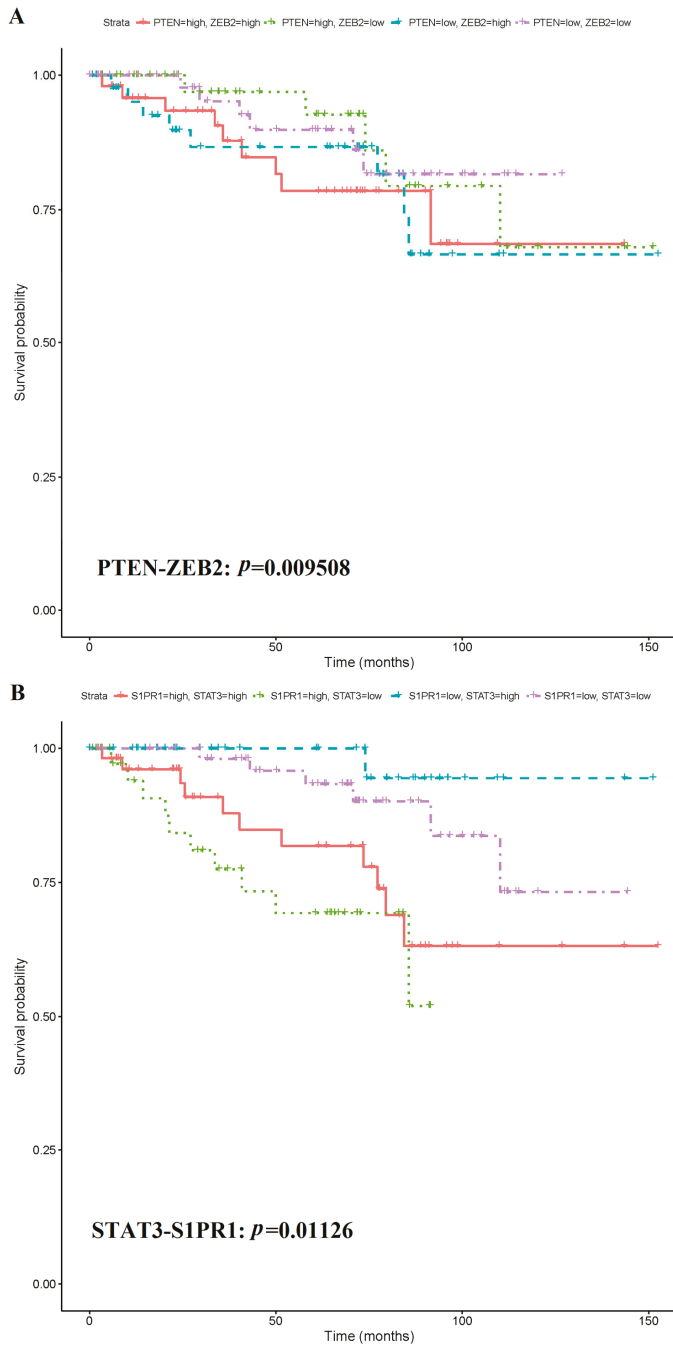 A
Strata PTEN=high, ZEB2=high PTEN=high, ZEB2=low PTEN=low, ZEB2=high PTEN=low, ZEB2=low
1.00
0.75
0.50
0.25
0.00
Survival probability
PTEN-ZEB2: p=0.009508
0 50 100 150
Time (months)
B
Strata S1PR1=high, STAT3=high S1PR1=high, STAT3=low S1PR1=low, STAT3=high S1PR1=low, STAT3=low
1.00
0.75
0.50
0.25
0.00
Survival probability
STAT3-S1PR1: p=0.01126
0 50 100 150
Time (months)